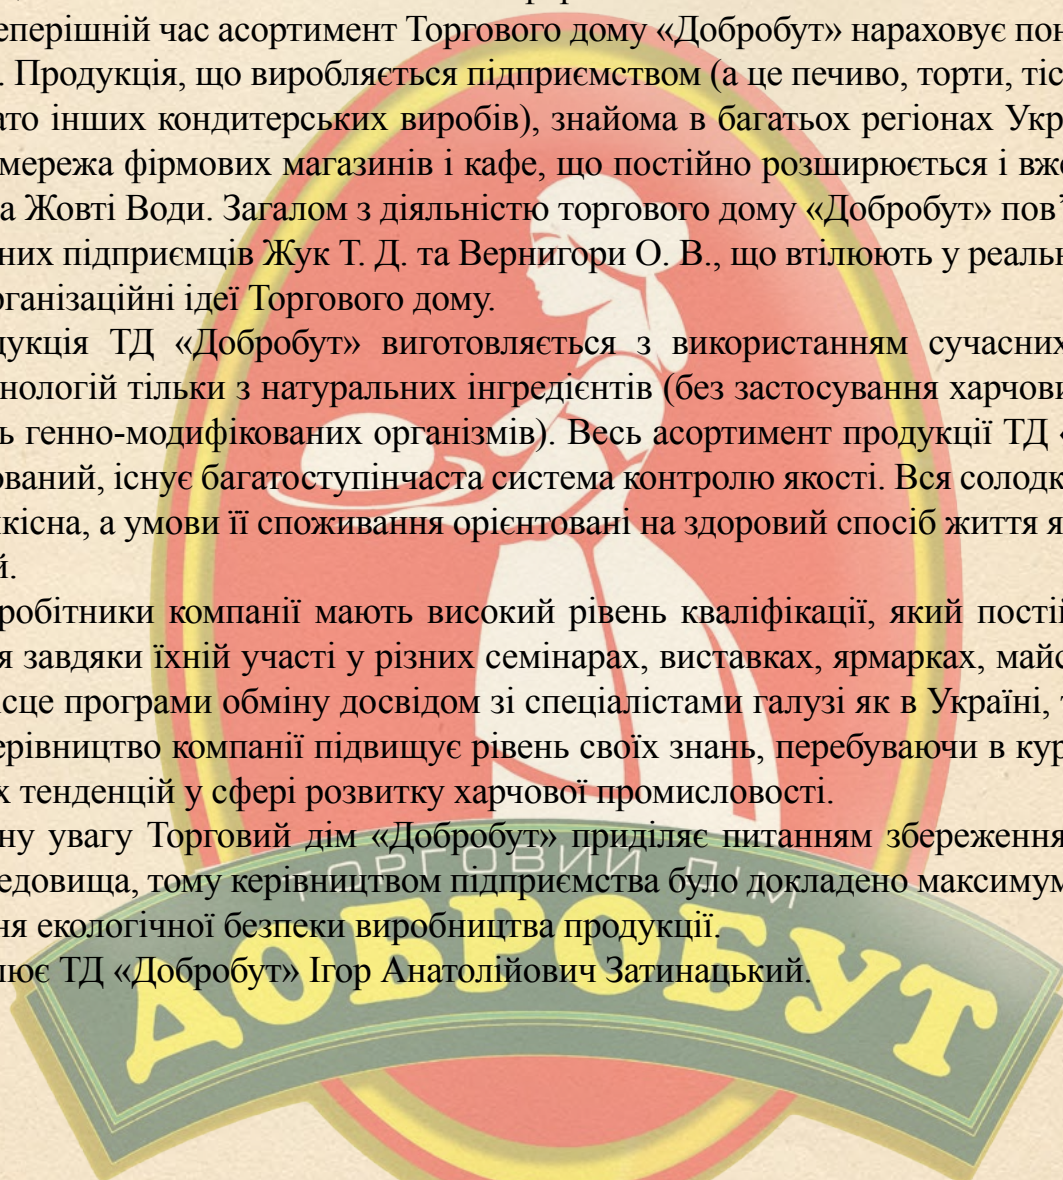 еперішній час асортимент Торгового дому «Добробут» нараховує пон
. Продукція, що виробляється підприємством (а це печиво, торти, тіс
ато інших кондитерських виробів), знайома в багатьох регіонах Укр
мережа фірмових магазинів і кафе, що постійно розширюється і вже
а Жовті Води. Загалом з діяльністю торгового дому «Добробут» пов’
них підприємців Жук Т. Д. та Вернигори О. В., що втілюють у реальн
рганізаційні ідеї Торгового дому.
дукція ТД «Добробут» виготовляється з використанням сучасних
нологій тільки з натуральних інгредієнтів (без застосування харчови
ь генно-модифікованих організмів). Весь асортимент продукції ТД «
ований, існує багатоступінчаста система контролю якості. Вся солодк
кісна, а умови її споживання орієнтовані на здоровий спосіб життя я
й.
робітники компанії мають високий рівень кваліфікації, який постій
я завдяки їхній участі у різних семінарах, виставках, ярмарках, майс
ісце програми обміну досвідом зі спеціалістами галузі як в Україні, т
ерівництво компанії підвищує рівень своїх знань, перебуваючи в кур
х тенденцій у сфері розвитку харчової промисловості.
ну увагу Торговий дім «Добробут» приділяє питанням збереження
едовища, тому керівництвом підприємства було докладено максимум
ня екологічної безпеки виробництва продукції.
лює ТД «Добробут» Ігор Анатолійович Затинацький.
ТОРГОВИЙ ДІМ
ДОБРОБУТ